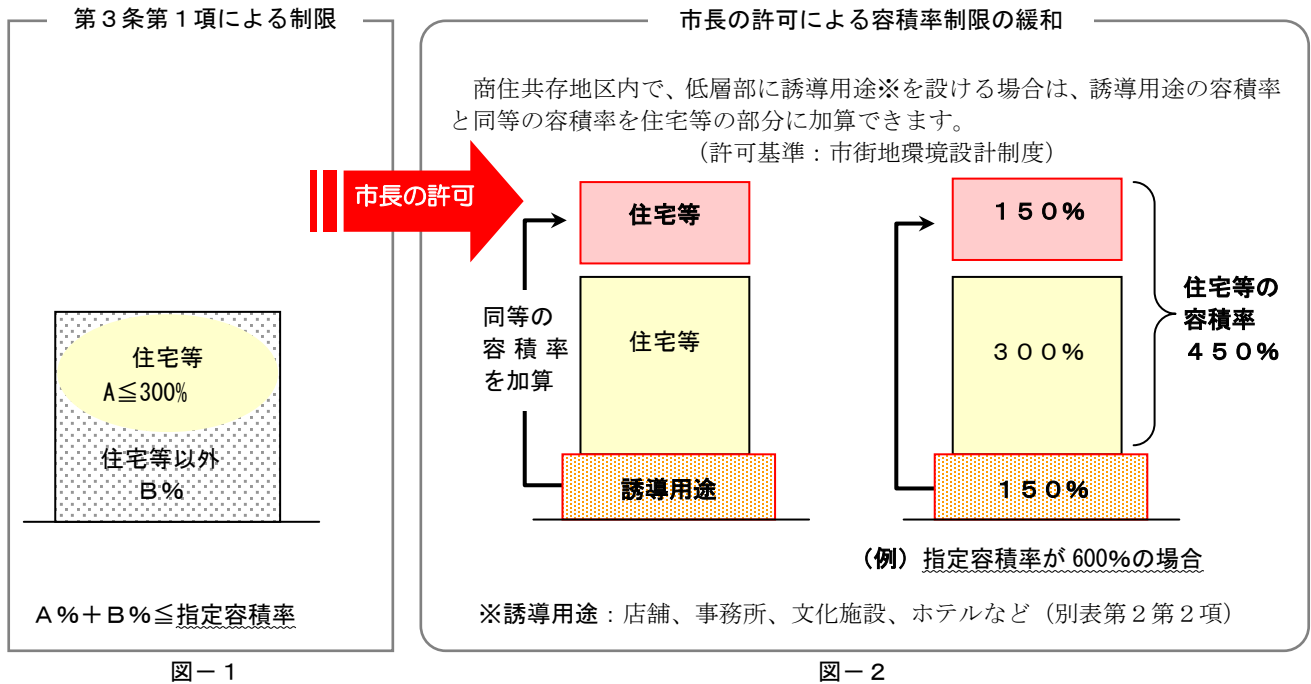 第３条第１項による制限
住宅等
A≦300%
住宅等以外
B%
A%＋B%≦指定容積率
図－１
市長の許可
市長の許可による容積率制限の緩和
商住共存地区内で、低層部に誘導用途※を設ける場合は、誘導用途の容積率
と同等の容積率を住宅等の部分に加算できます。
（許可基準：市街地環境設計制度）
住宅等
住宅等
誘導用途
同等の
容積率
を加算
１５０%
３００%
１５０%
住宅等の
容積率
４５０%
（例）指定容積率が 600%の場合
※誘導用途：店舗、事務所、文化施設、ホテルなど（別表第２第２項）
図－２